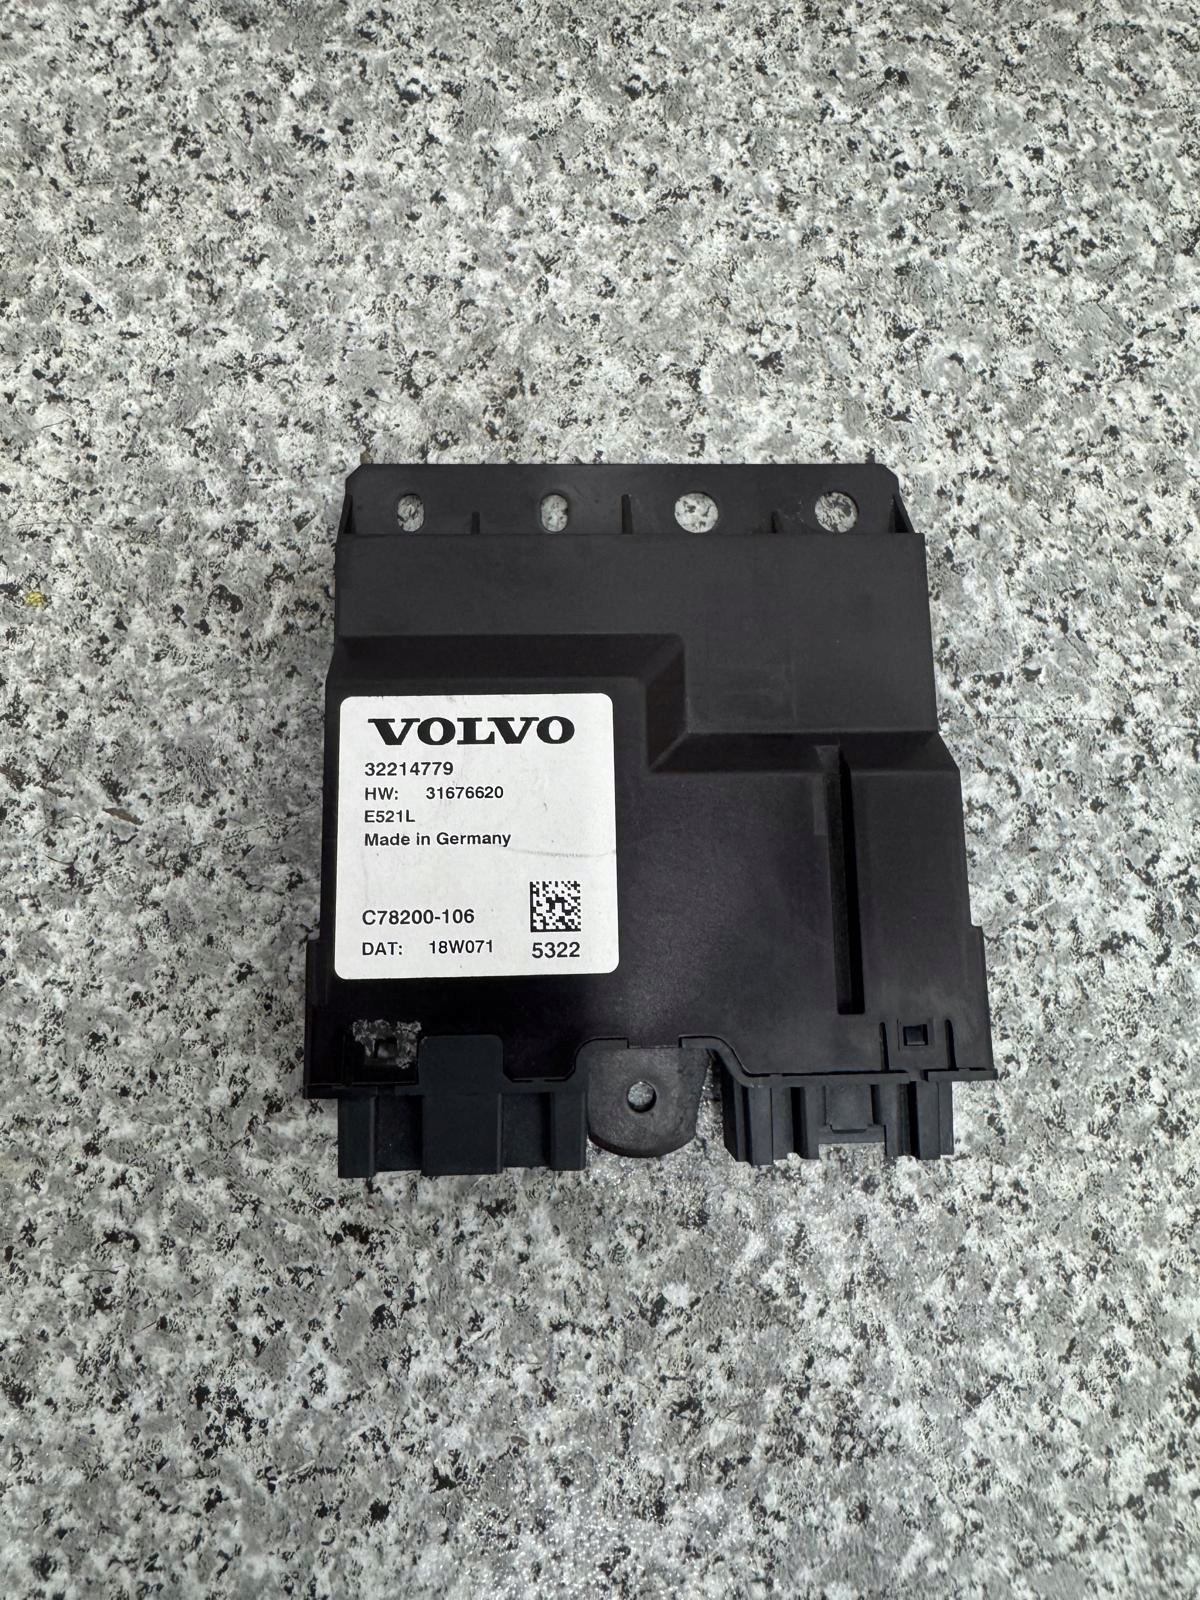 VOLVO
32214779
HW: 31676620
E521L
Made in Germany
C78200-106
DAT: 18W071
5322